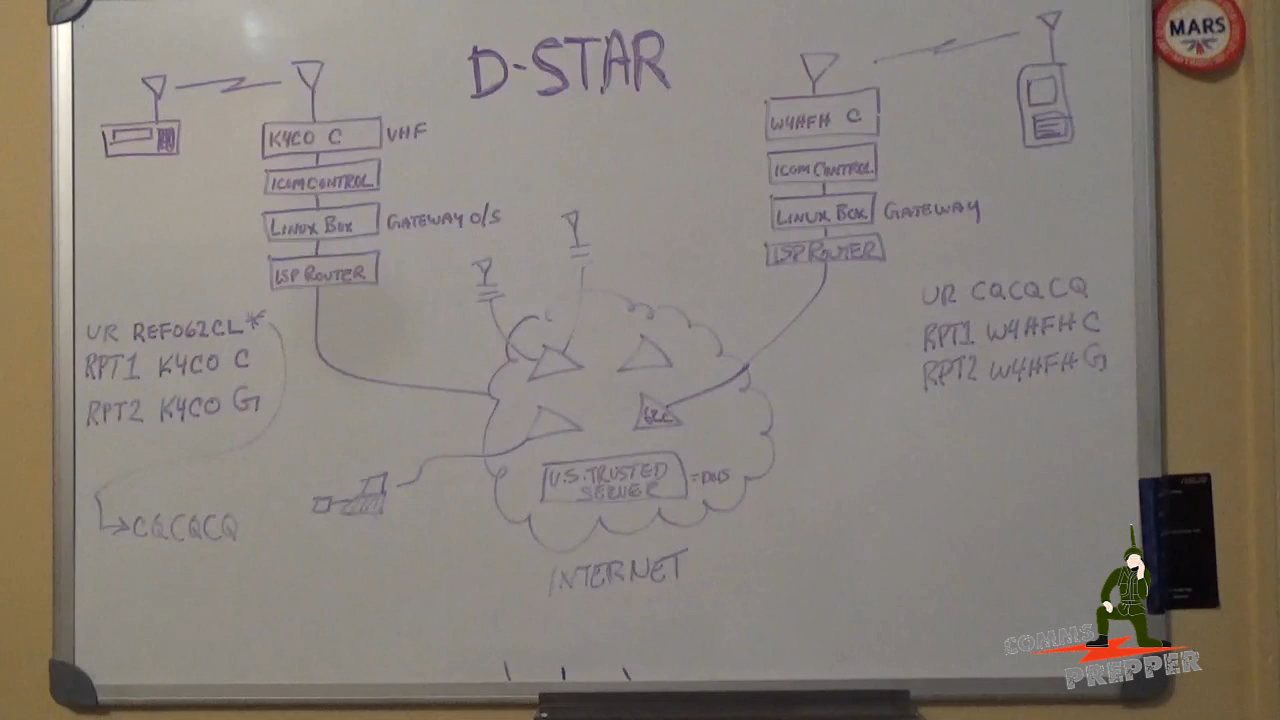 D-STAR
MARS
K4CO C VHF
ICOM CONTROL
LINUX BOX GATEWAY O/S
ISP ROUTER
W4HFH C
ICOM CONTROL
LINUX BOX GATEWAY
ISP ROUTER
UR REF062CL*
RPT1 K4CO C
RPT2 K4CO G
CQCQCQ
UR CQCQCQ
RPT1 W4HFH C
RPT2 W4HFH G
U.S. TRUSTED
SERVER
=DNS
INTERNET
COMMS
PREPPER